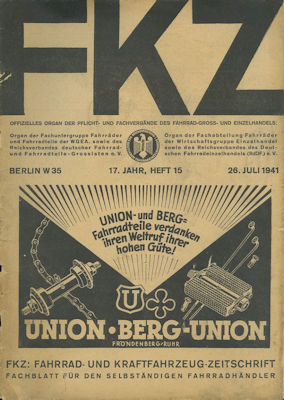 FKZ
OFFIZIELLES ORGAN DER PFLICHT- UND FACHVERBÄNDE DES FAHRRAD-GROSS- UND EINZELHANDELS:
Organ der Fachuntergruppe Fahrräder
und Fahrradteile der WGEA, sowie des
Reichsverbandes deutscher Fahrrad-
und Fahrradteile-Grossisten e. V.
Organ der Fachabteilung Fahrräder
der Wirtschaftsgruppe Einzelhandel
sowie des Reichsverbandes des Deut-
schen Fahrradeinzelhandels (RdDF.) e. V.
BERLIN W 35
17. JAHR, HEFT 15
26. JULI 1941
UNION- und BERG=
Fahrradteile verdanken
ihren Weltruf ihrer
hohen Güte!
U
UNION·BERG-UNION
FRÖNDENBERG-RUHR
FKZ: FAHRRAD- UND KRAFTFAHRZEUG-ZEITSCHRIFT
FACHBLATT FÜR DEN SELBSTÄNDIGEN FAHRRADHÄNDLER